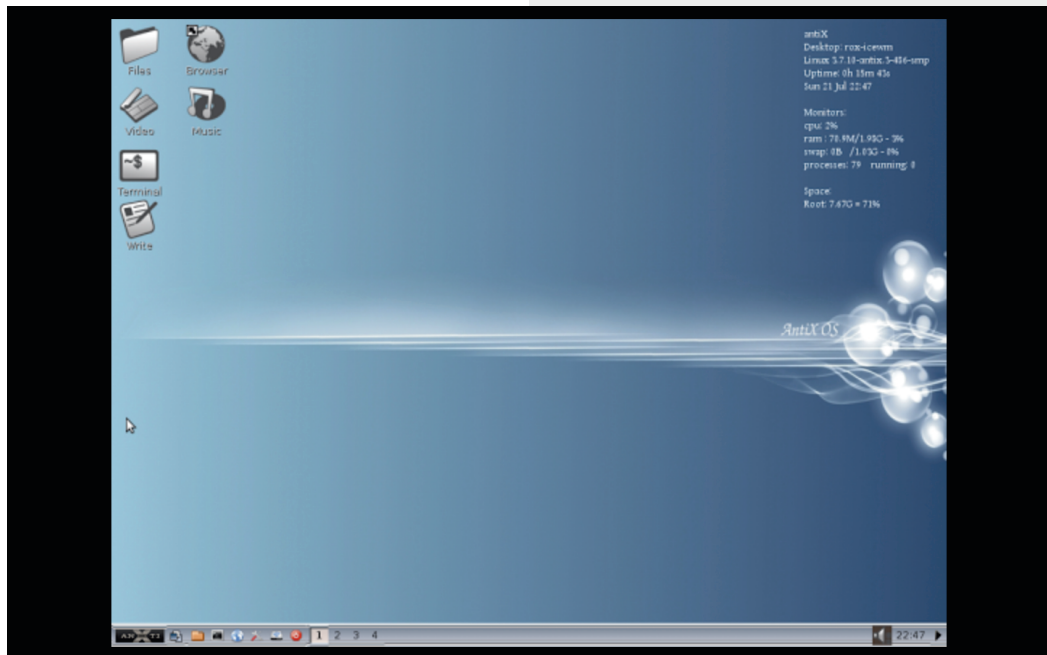 Files
Browser
Video
Music
~$
Terminal
Write
antiX
Desktop: rox-icewm
Linux 3.7.10-antix.3-486-smp
Uptime: 0h 15m 43s
Sun 21 Jul 22:47
Monitors:
cpu: 2%
ram : 78.9M/1.98G - 3%
swap: 0B /1.03G - 0%
processes: 79 running: 0
Space:
Root: 7.67G = 71%
AntiX OS
1 2 3 4
22:47